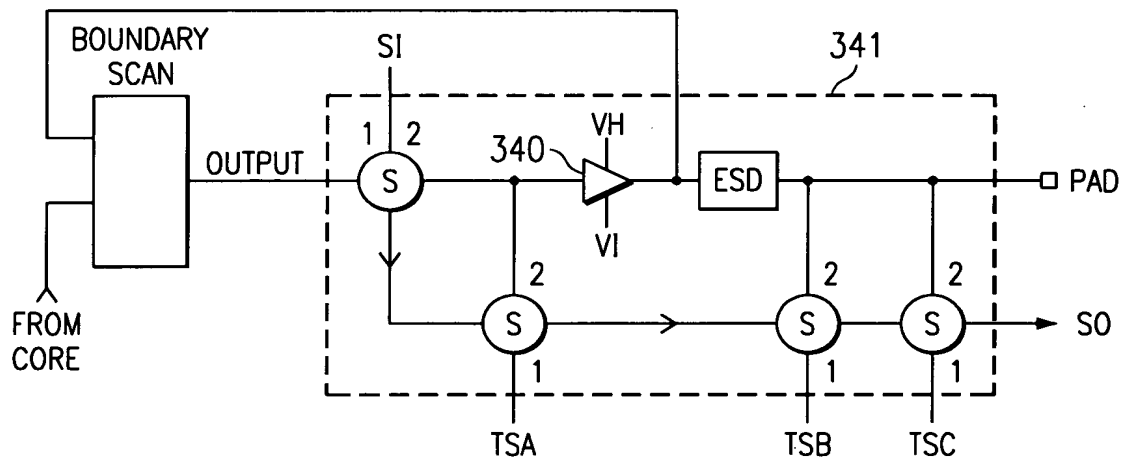 BOUNDARY
SCAN
SI
341
1 2
VH
340
OUTPUT
S
ESD
PAD
VI
2
2
2
FROM
CORE
S
S
S
SO
1
1
1
TSA
TSB
TSC